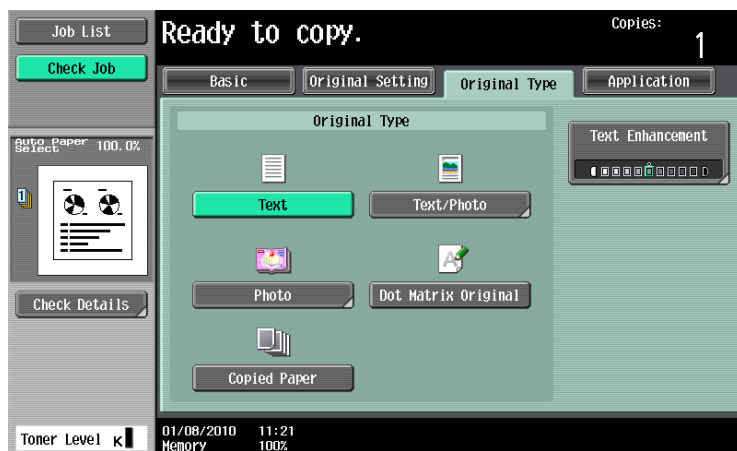 Job List
Check Job
Ready to copy.
Copies:
1
Basic
Original Setting
Original Type
Application
Auto Paper
Select
100.0%
1
Check Details
Original Type
Text
Text/Photo
Photo
Dot Matrix Original
Copied Paper
Text Enhancement
Toner Level K
01/08/2010 11:21
Memory 100%